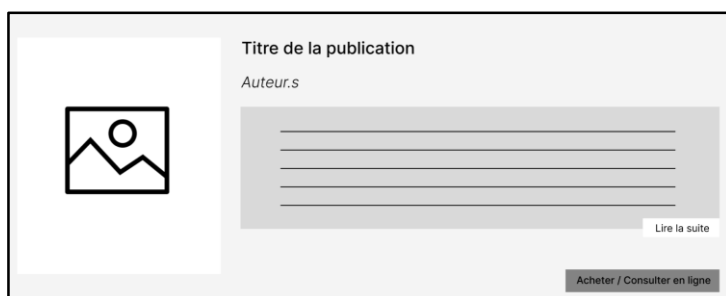 Titre de la publication
Auteur.s
Lire la suite
Acheter / Consulter en ligne